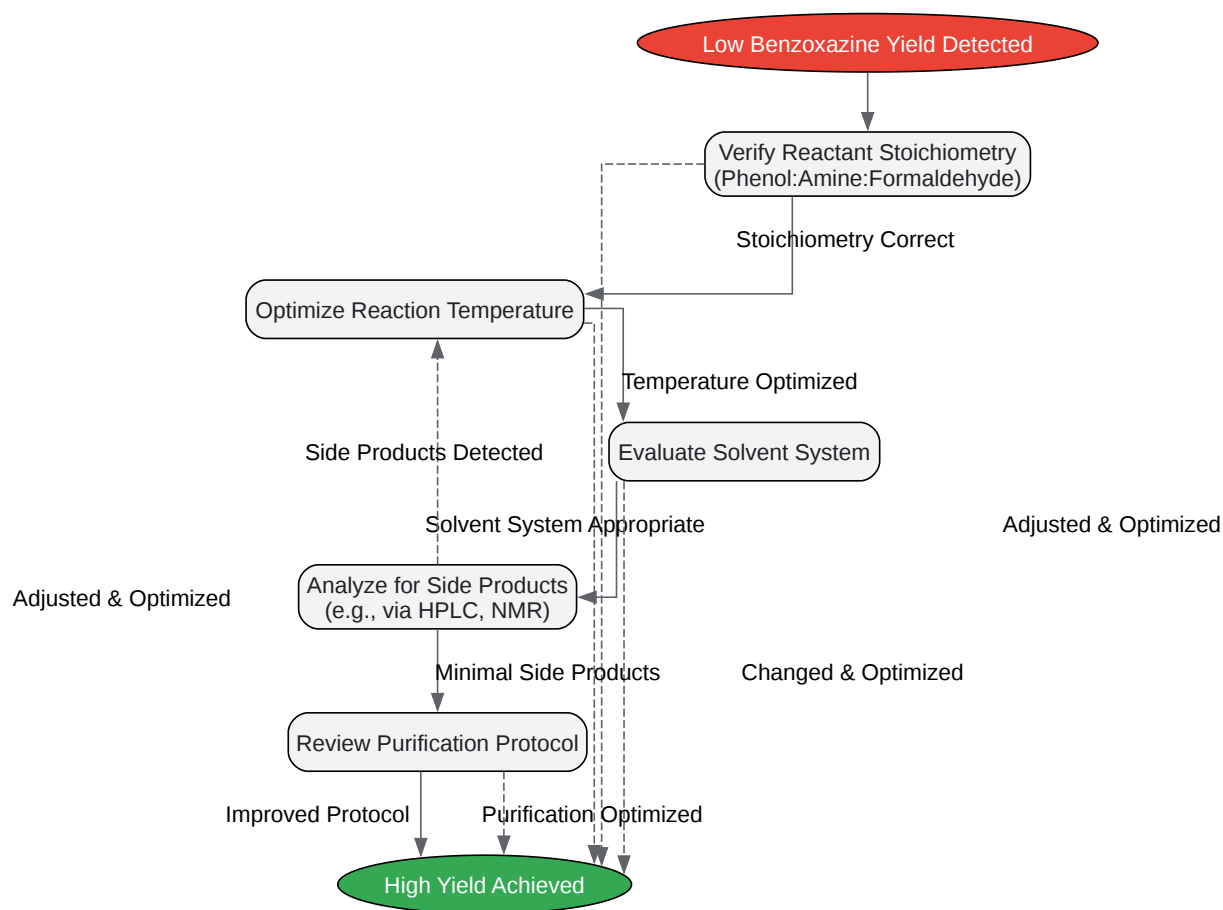 Low Benzoxazine Yield Detected
Verify Reactant Stoichiometry
(Phenol:Amine:Formaldehyde)
Stoichiometry Correct
Optimize Reaction Temperature
Temperature Optimized
Side Products Detected
Evaluate Solvent System
Solvent System Appropriate
Adjusted & Optimized
Analyze for Side Products
(e.g., via HPLC, NMR)
Adjusted & Optimized
Minimal Side Products
Changed & Optimized
Review Purification Protocol
Improved Protocol
Purification Optimized
High Yield Achieved